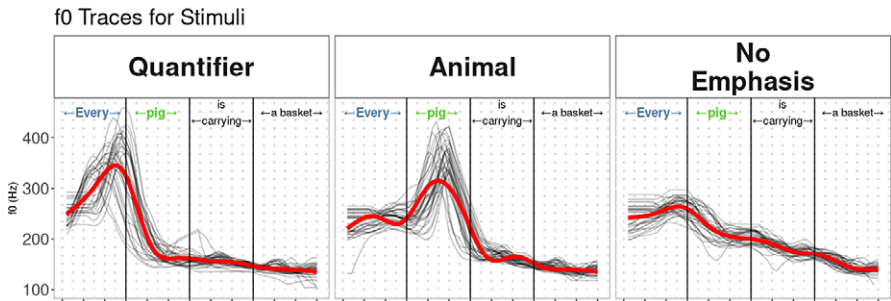 f0 Traces for Stimuli
Quantifier
Animal
No
Emphasis
←Every→ ←pig→ is
←carrying→ ←a basket→
←Every→ ←pig→ is
←carrying→ ←a basket→
←Every→ ←pig→ is
←carrying→ ←a basket→
f0 (Hz)
400
300
200
100